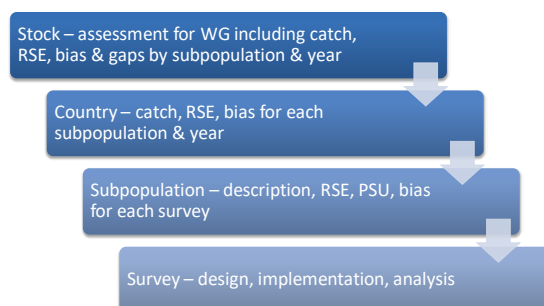 Stock – assessment for WG including catch,
RSE, bias & gaps by subpopulation & year
Country – catch, RSE, bias for each
subpopulation & year
Subpopulation – description, RSE, PSU, bias
for each survey
Survey – design, implementation, analysis